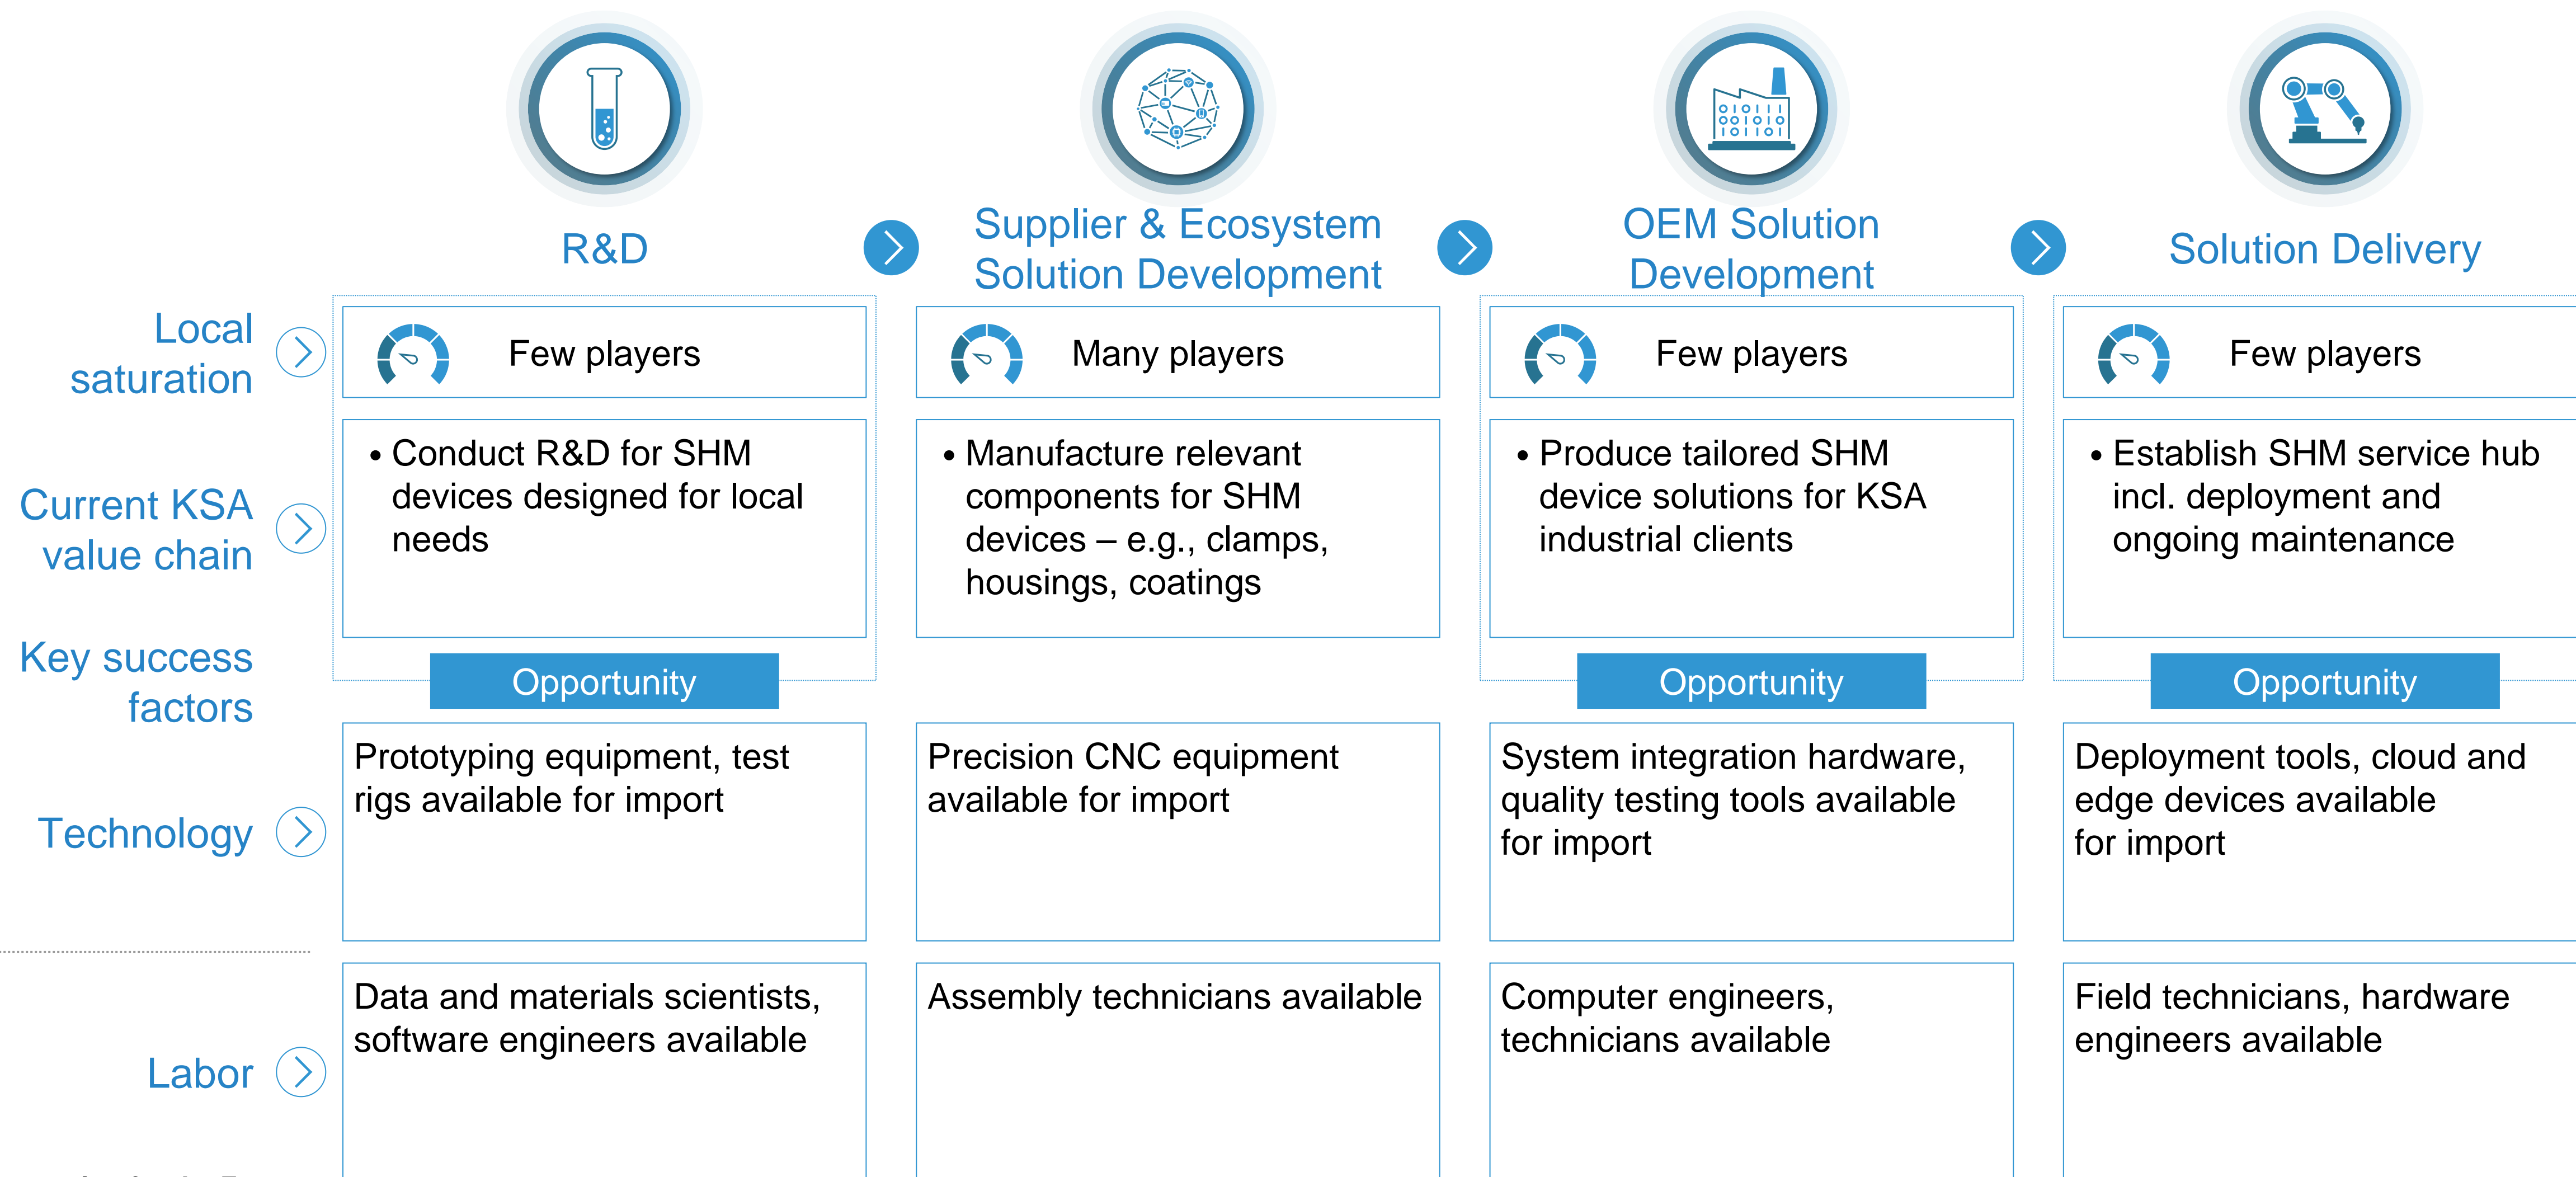 R&D
Supplier & Ecosystem
Solution Development
OEM Solution
Development
Solution Delivery
Local
saturation
Few players
Many players
Few players
Few players
Current KSA
value chain
• Conduct R&D for SHM
devices designed for local
needs
• Manufacture relevant
components for SHM
devices – e.g., clamps,
housings, coatings
• Produce tailored SHM
device solutions for KSA
industrial clients
• Establish SHM service hub
incl. deployment and
ongoing maintenance
Key success
factors
Opportunity
Opportunity
Opportunity
Technology
Prototyping equipment, test
rigs available for import
Precision CNC equipment
available for import
System integration hardware,
quality testing tools available
for import
Deployment tools, cloud and
edge devices available
for import
Labor
Data and materials scientists,
software engineers available
Assembly technicians available
Computer engineers,
technicians available
Field technicians, hardware
engineers available